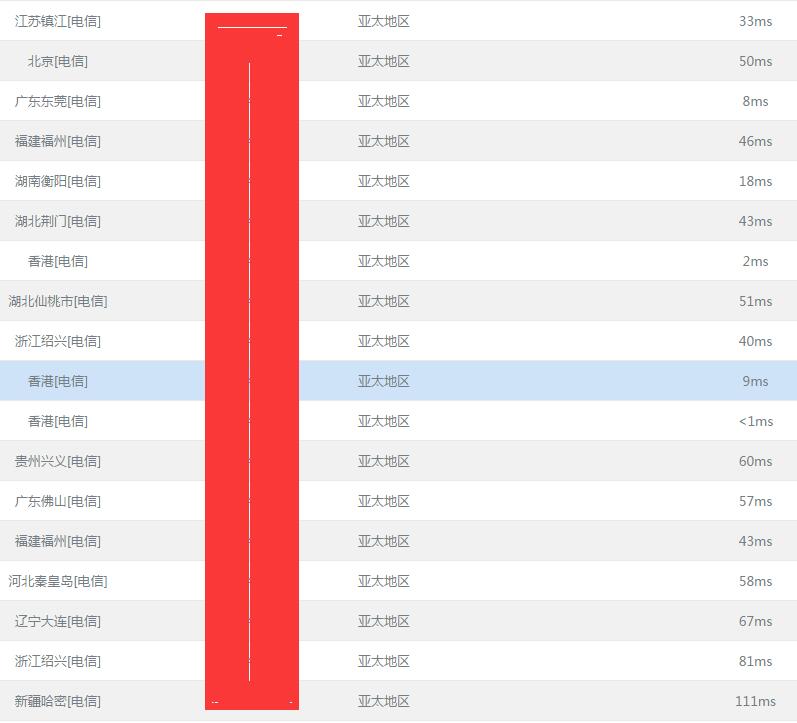 江苏镇江[电信] 亚太地区 33ms
北京[电信] 亚太地区 50ms
广东东莞[电信] 亚太地区 8ms
福建福州[电信] 亚太地区 46ms
湖南衡阳[电信] 亚太地区 18ms
湖北荆门[电信] 亚太地区 43ms
香港[电信] 亚太地区 2ms
湖北仙桃市[电信] 亚太地区 51ms
浙江绍兴[电信] 亚太地区 40ms
香港[电信] 亚太地区 9ms
香港[电信] 亚太地区 <1ms
贵州兴义[电信] 亚太地区 60ms
广东佛山[电信] 亚太地区 57ms
福建福州[电信] 亚太地区 43ms
河北秦皇岛[电信] 亚太地区 58ms
辽宁大连[电信] 亚太地区 67ms
浙江绍兴[电信] 亚太地区 81ms
新疆哈密[电信] 亚太地区 111ms